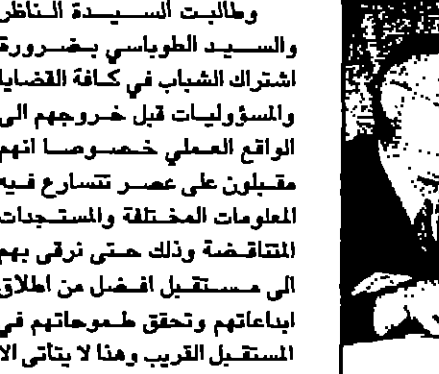 وطالبت السيدة الناظر
والسيد الطوباسي بضرورة
اشتراك الشباب في كافة القضايا
والمسؤوليات قبل خروجهم الى
الواقع العملي خصوصا انهم
مقبلون على عصر تتسارع فيه
المعلومات المختلفة والمستجدات
المتناقضة وذلك حتى نرقى بهم
الى مستقبل افضل من اطلاق
ابداعاتهم وتحقق طموحاتهم في
المستقبل القريب وهذا لا يتأتى الا